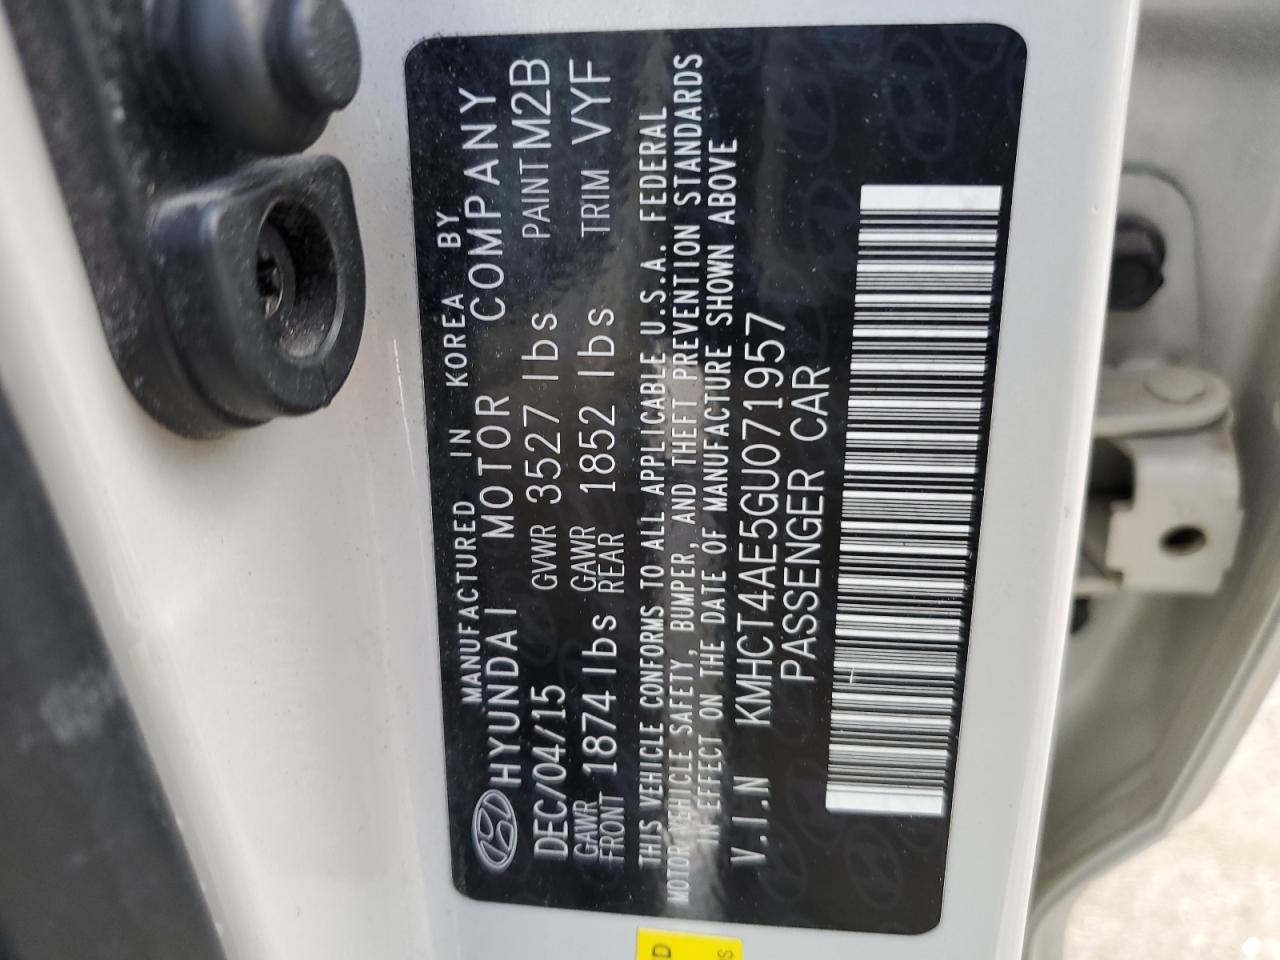 MANUFACTURED IN KOREA BY
HYUNDAI MOTOR COMPANY
DEC/04/15 GVWR 3527 lbs PAINT M2B
GAWR FRONT 1874 lbs GAWR REAR 1852 lbs TRIM VYF
THIS VEHICLE CONFORMS TO ALL APPLICABLE U.S.A. FEDERAL
MOTOR VEHICLE SAFETY, BUMPER, AND THEFT PREVENTION STANDARDS
IN EFFECT ON THE DATE OF MANUFACTURE SHOWN ABOVE
V.I.N KMHCT4AE5GU071957
PASSENGER CAR